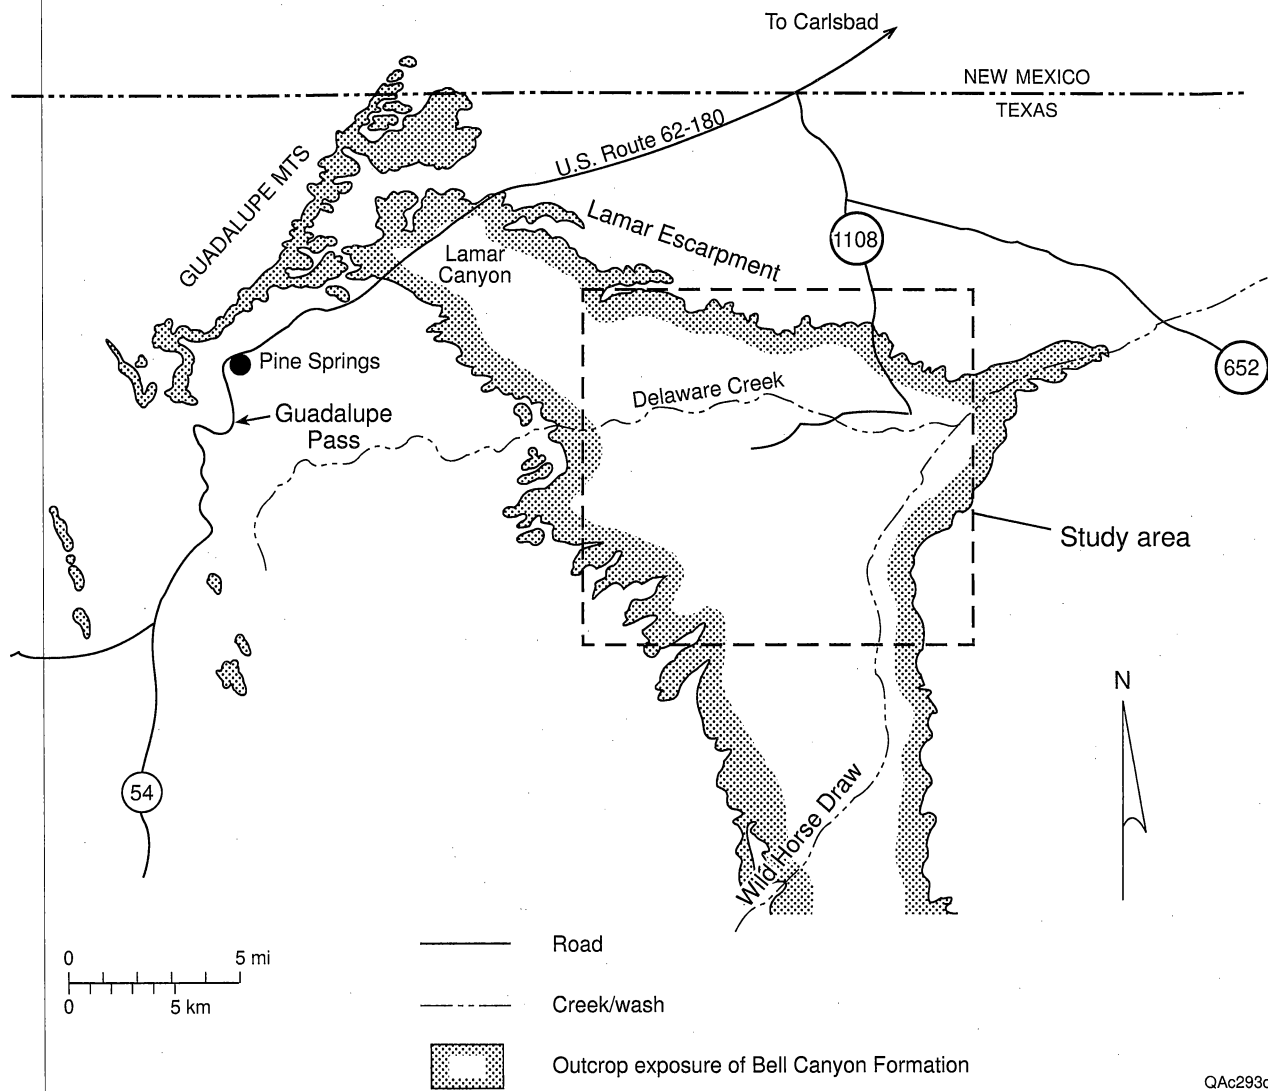 To Carlsbad
NEW MEXICO
TEXAS
U.S. Route 62-180
GUADALUPE MTS
Lamar Escarpment
1108
Lamar
Canyon
652
Pine Springs
Delaware Creek
Guadalupe
Pass
Study area
N
54
Wild Horse Draw
0 5 mi
0 5 km
Road
Creek/wash
Outcrop exposure of Bell Canyon Formation